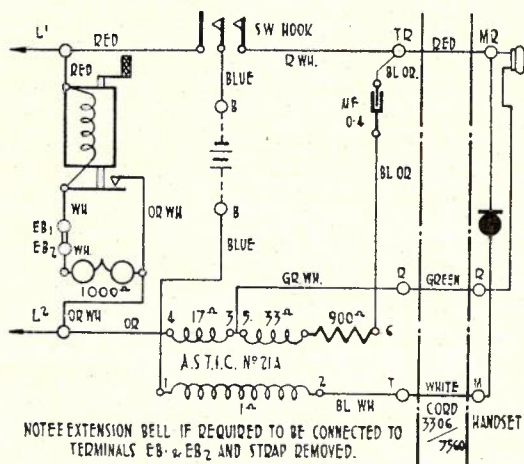 L¹ RED SW HOOK TR RED MR
RED BLUE R WH. BL OR.
B µF 0.4
WH OR WH BL OR
EB₁ B
EB₂ WH. BLUE
1000Ω GR WH. R GREEN R
OR WH
L² OR 4 17Ω 3 5. 33Ω 900Ω 6
A.S.T.I.C. Nº 21A
1 1Ω 2 BL WH T WHITE M
CORD 3306/7560 HANDSET
NOTE EXTENSION BELL IF REQUIRED TO BE CONNECTED TO
TERMINALS EB₁ & EB₂ AND STRAP REMOVED.